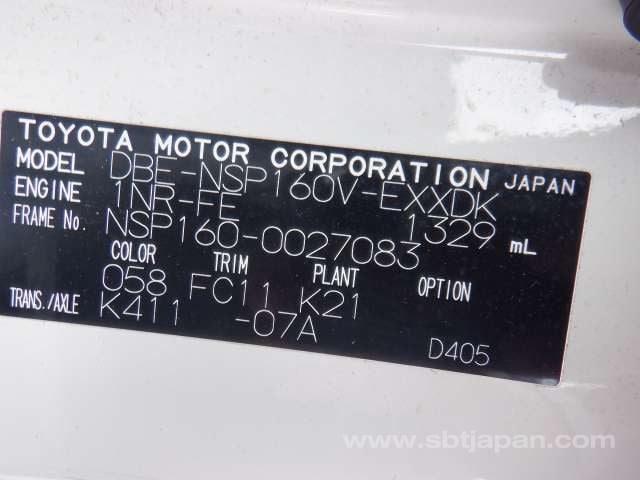 TOYOTA MOTOR CORPORATION JAPAN
MODEL DBE-NSP160V-EXXDK
ENGINE 1NR-FE 1329 mL
FRAME No. NSP160-0027083
COLOR TRIM PLANT OPTION
058 FC11 K21
TRANS./AXLE K411 -07A
D405
www.sbtjapan.com